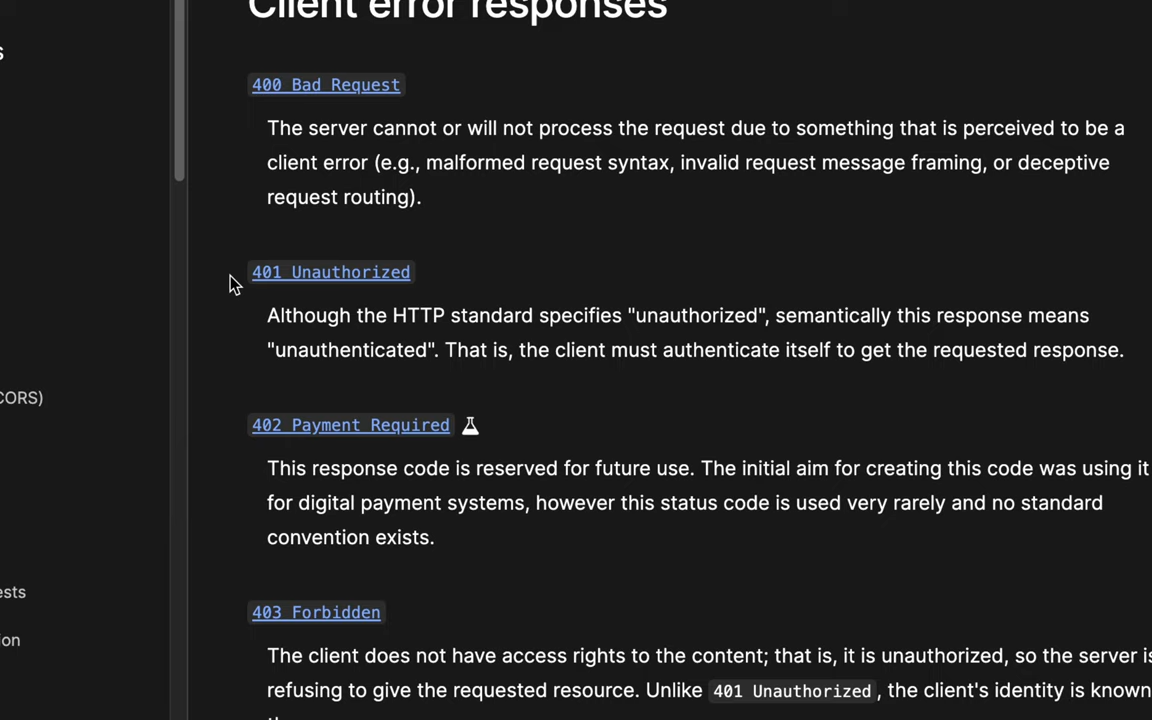 Client error responses
s
400 Bad Request
The server cannot or will not process the request due to something that is perceived to be a
client error (e.g., malformed request syntax, invalid request message framing, or deceptive
request routing).
401 Unauthorized
Although the HTTP standard specifies "unauthorized", semantically this response means
"unauthenticated". That is, the client must authenticate itself to get the requested response.
CORS)
402 Payment Required
This response code is reserved for future use. The initial aim for creating this code was using it
for digital payment systems, however this status code is used very rarely and no standard
convention exists.
ests
403 Forbidden
ion
The client does not have access rights to the content; that is, it is unauthorized, so the server is
refusing to give the requested resource. Unlike 401 Unauthorized, the client's identity is known